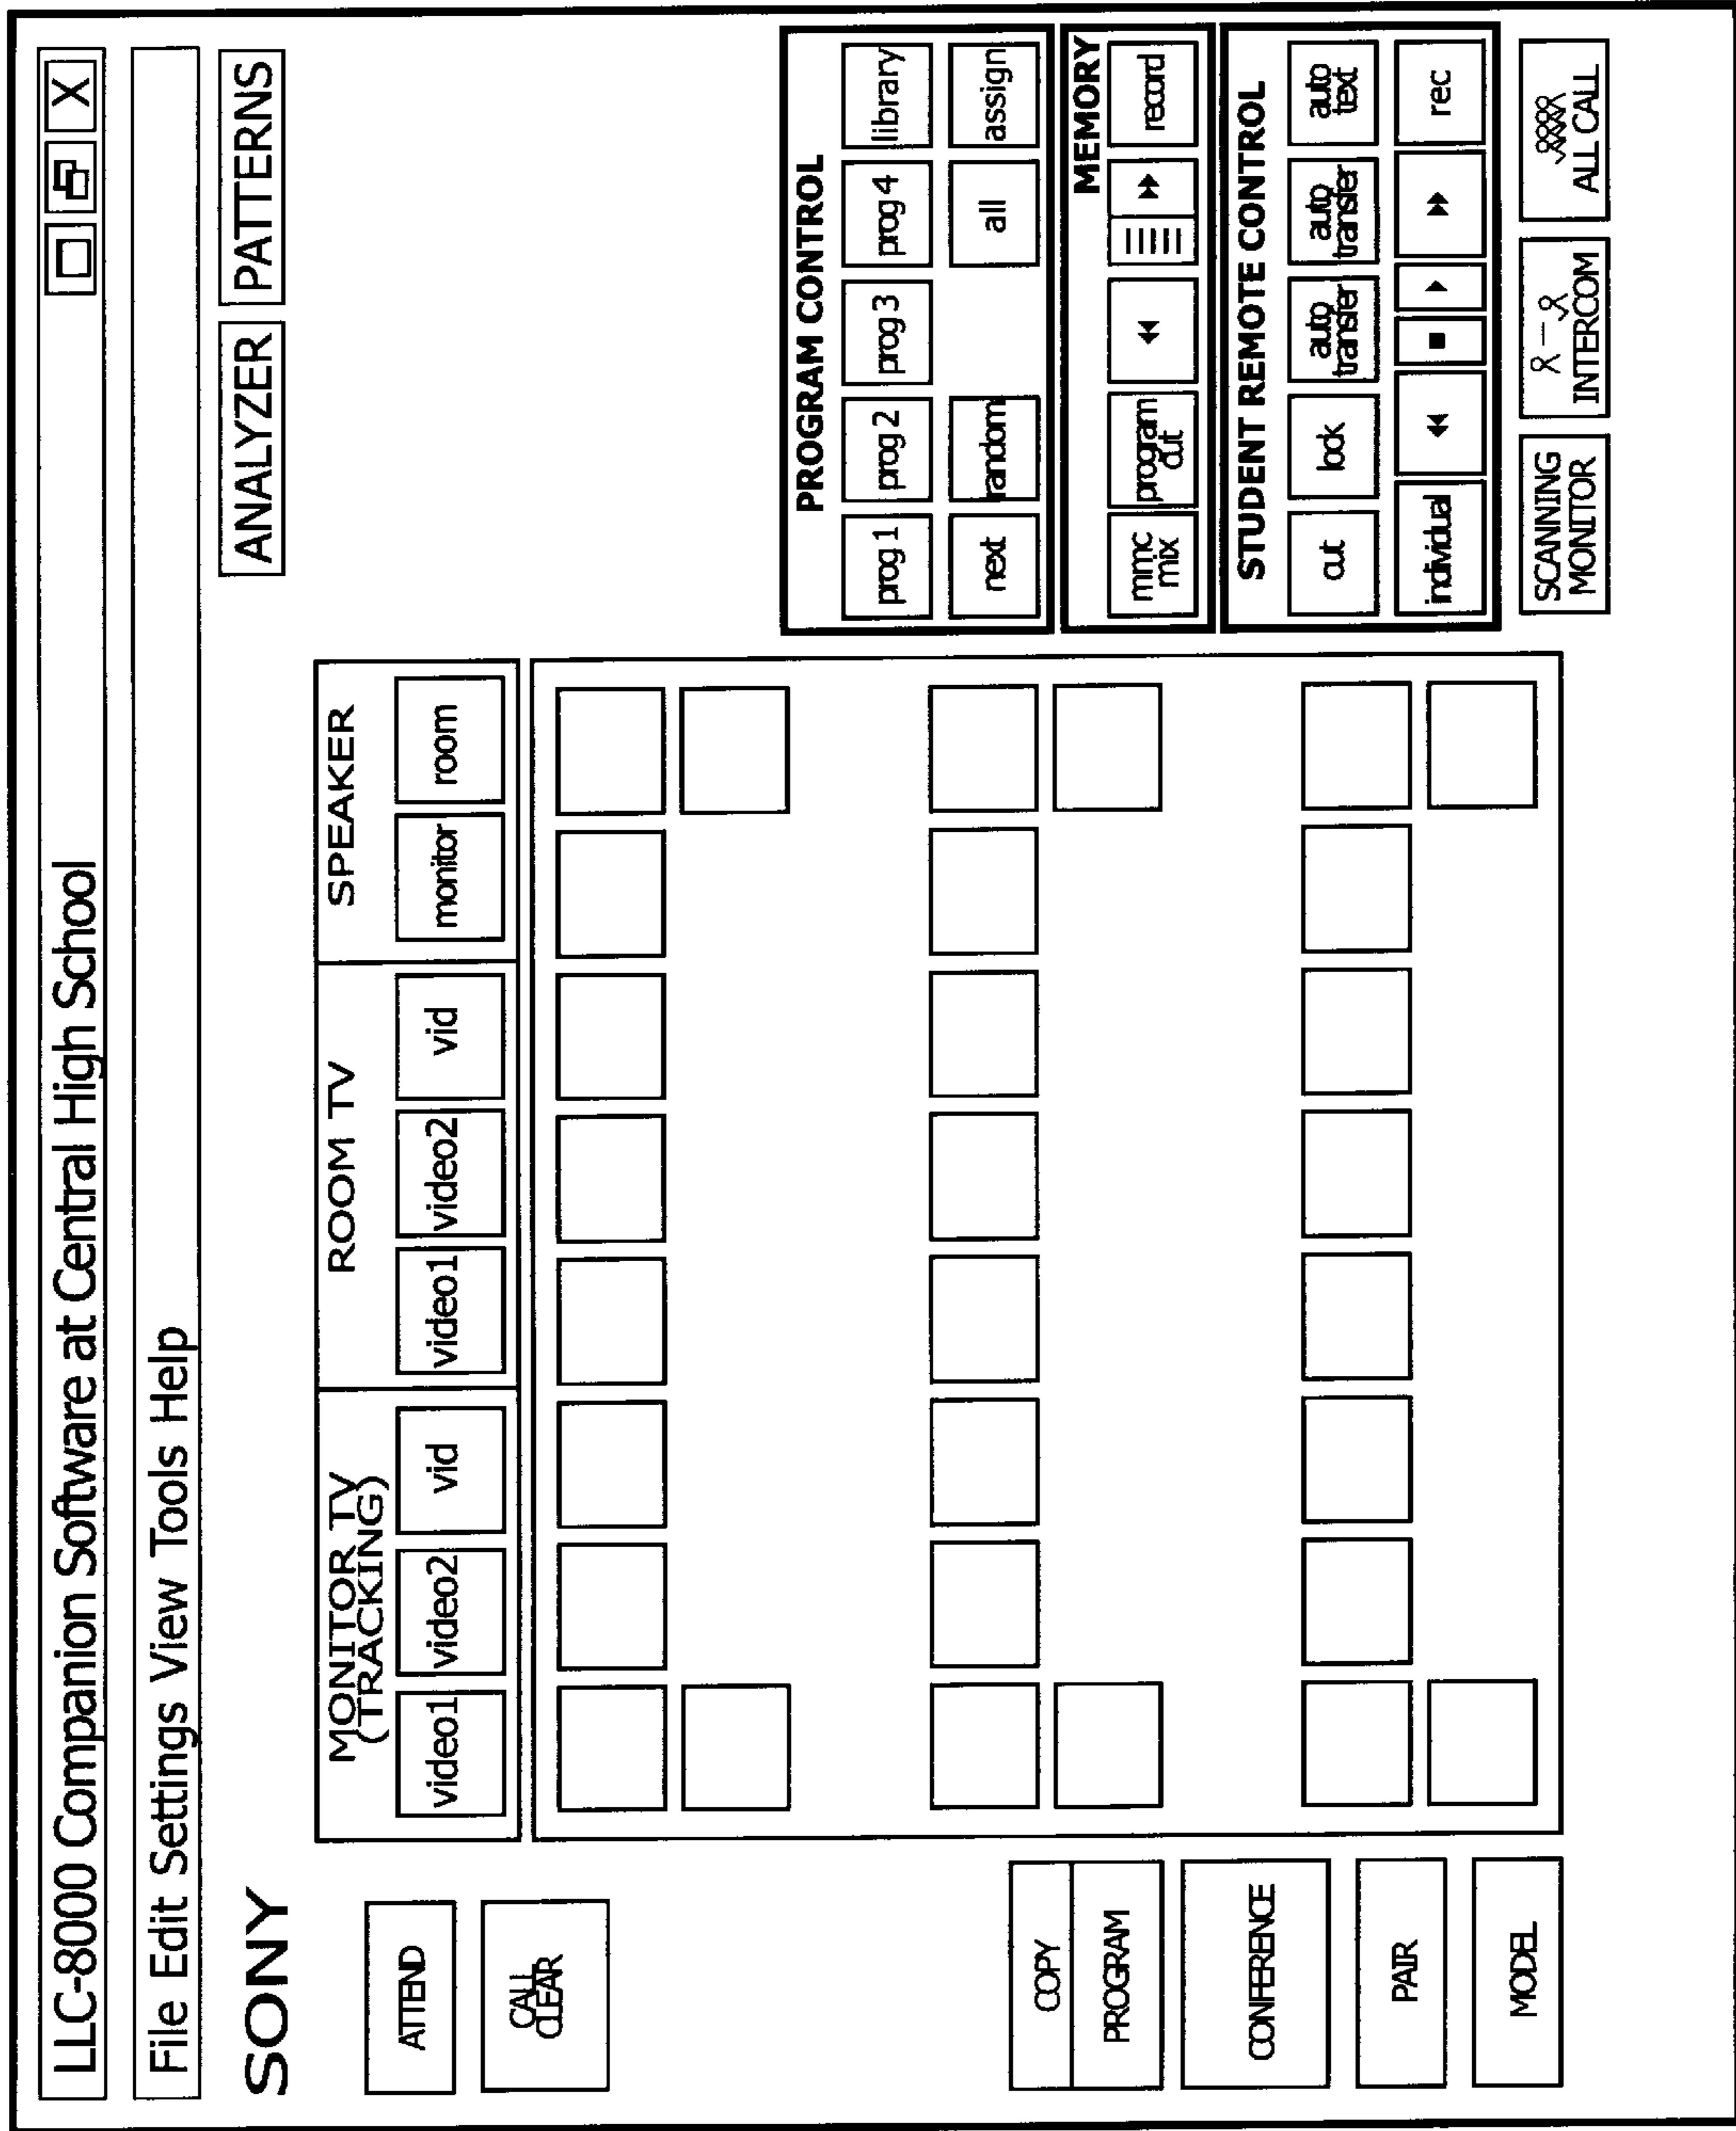 LLC-8000 Companion Software at Central High School X
File Edit Settings View Tools Help
SONY
ANALYZER PATTERNS
ATTEND
CALL
CLEAR
COPY
PROGRAM
CONFERENCE
PAIR
MODEL
MONITOR TV
(TRACKING)
video1 video2 vid
ROOM TV
video1 video2 vid
SPEAKER
monitor room
PROGRAM CONTROL
prog 1 prog 2 prog 3 prog 4 library
next random all assign
MEMORY
mmc
mix
program
out
record
STUDENT REMOTE CONTROL
out lock
auto
transfer
auto
transfer
auto
text
individual rec
SCANNING
MONITOR
INTERCOM
ALL CALL